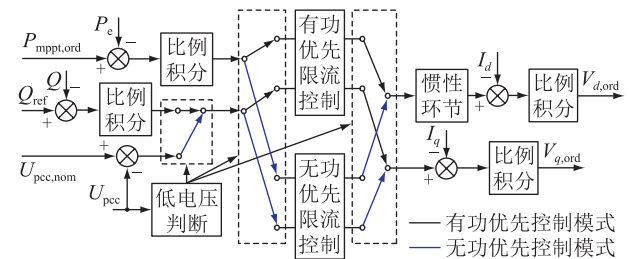 P_e
P_mppt,ord
Q
Q_ref
U_pcc,nom
U_pcc
比例
积分
比例
积分
低电压
判断
有功
优先
限流
控制
无功
优先
限流
控制
惯性
环节
I_d
I_q
比例
积分
V_d,ord
比例
积分
V_q,ord
有功优先控制模式
无功优先控制模式